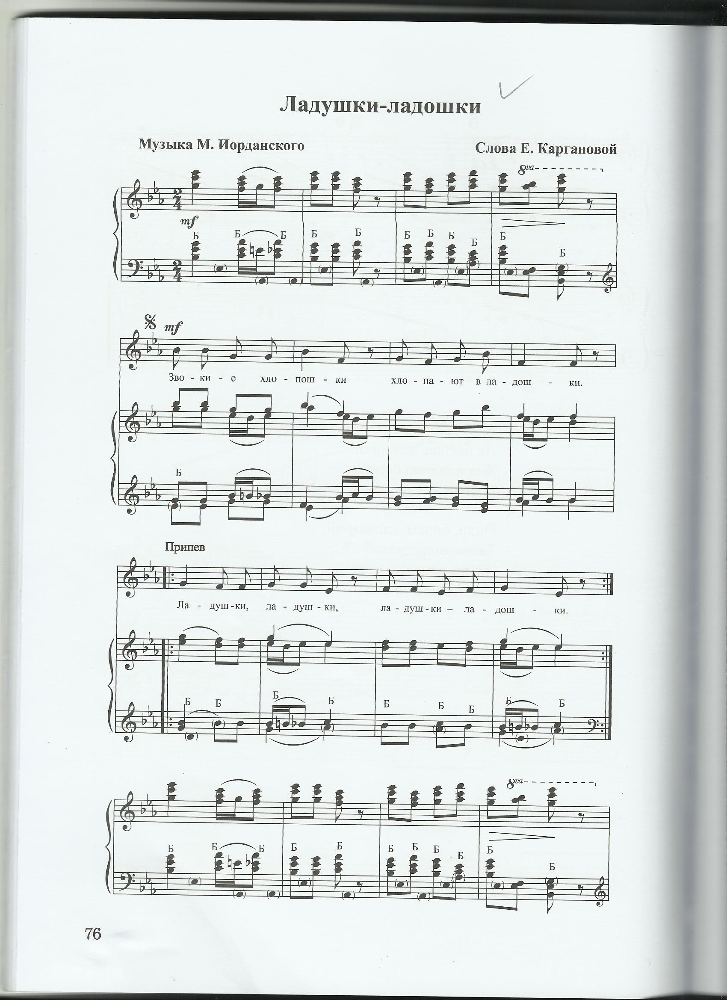 Ладушки-ладошки
Музыка М. Иорданского
Слова Е. Каргановой
8va
mf
Б Б Б Б Б Б Б Б Б Б Б
mf
Зво - ки - е хло - пош - ки хло - па - ют в ла - дош - ки.
Б
Припев
Ла - душ - ки, ла - душ - ки, ла - душ - ки – ла - дош - ки.
Б Б Б Б Б Б Б Б Б
8va
Б Б Б Б Б Б Б Б Б Б Б
76